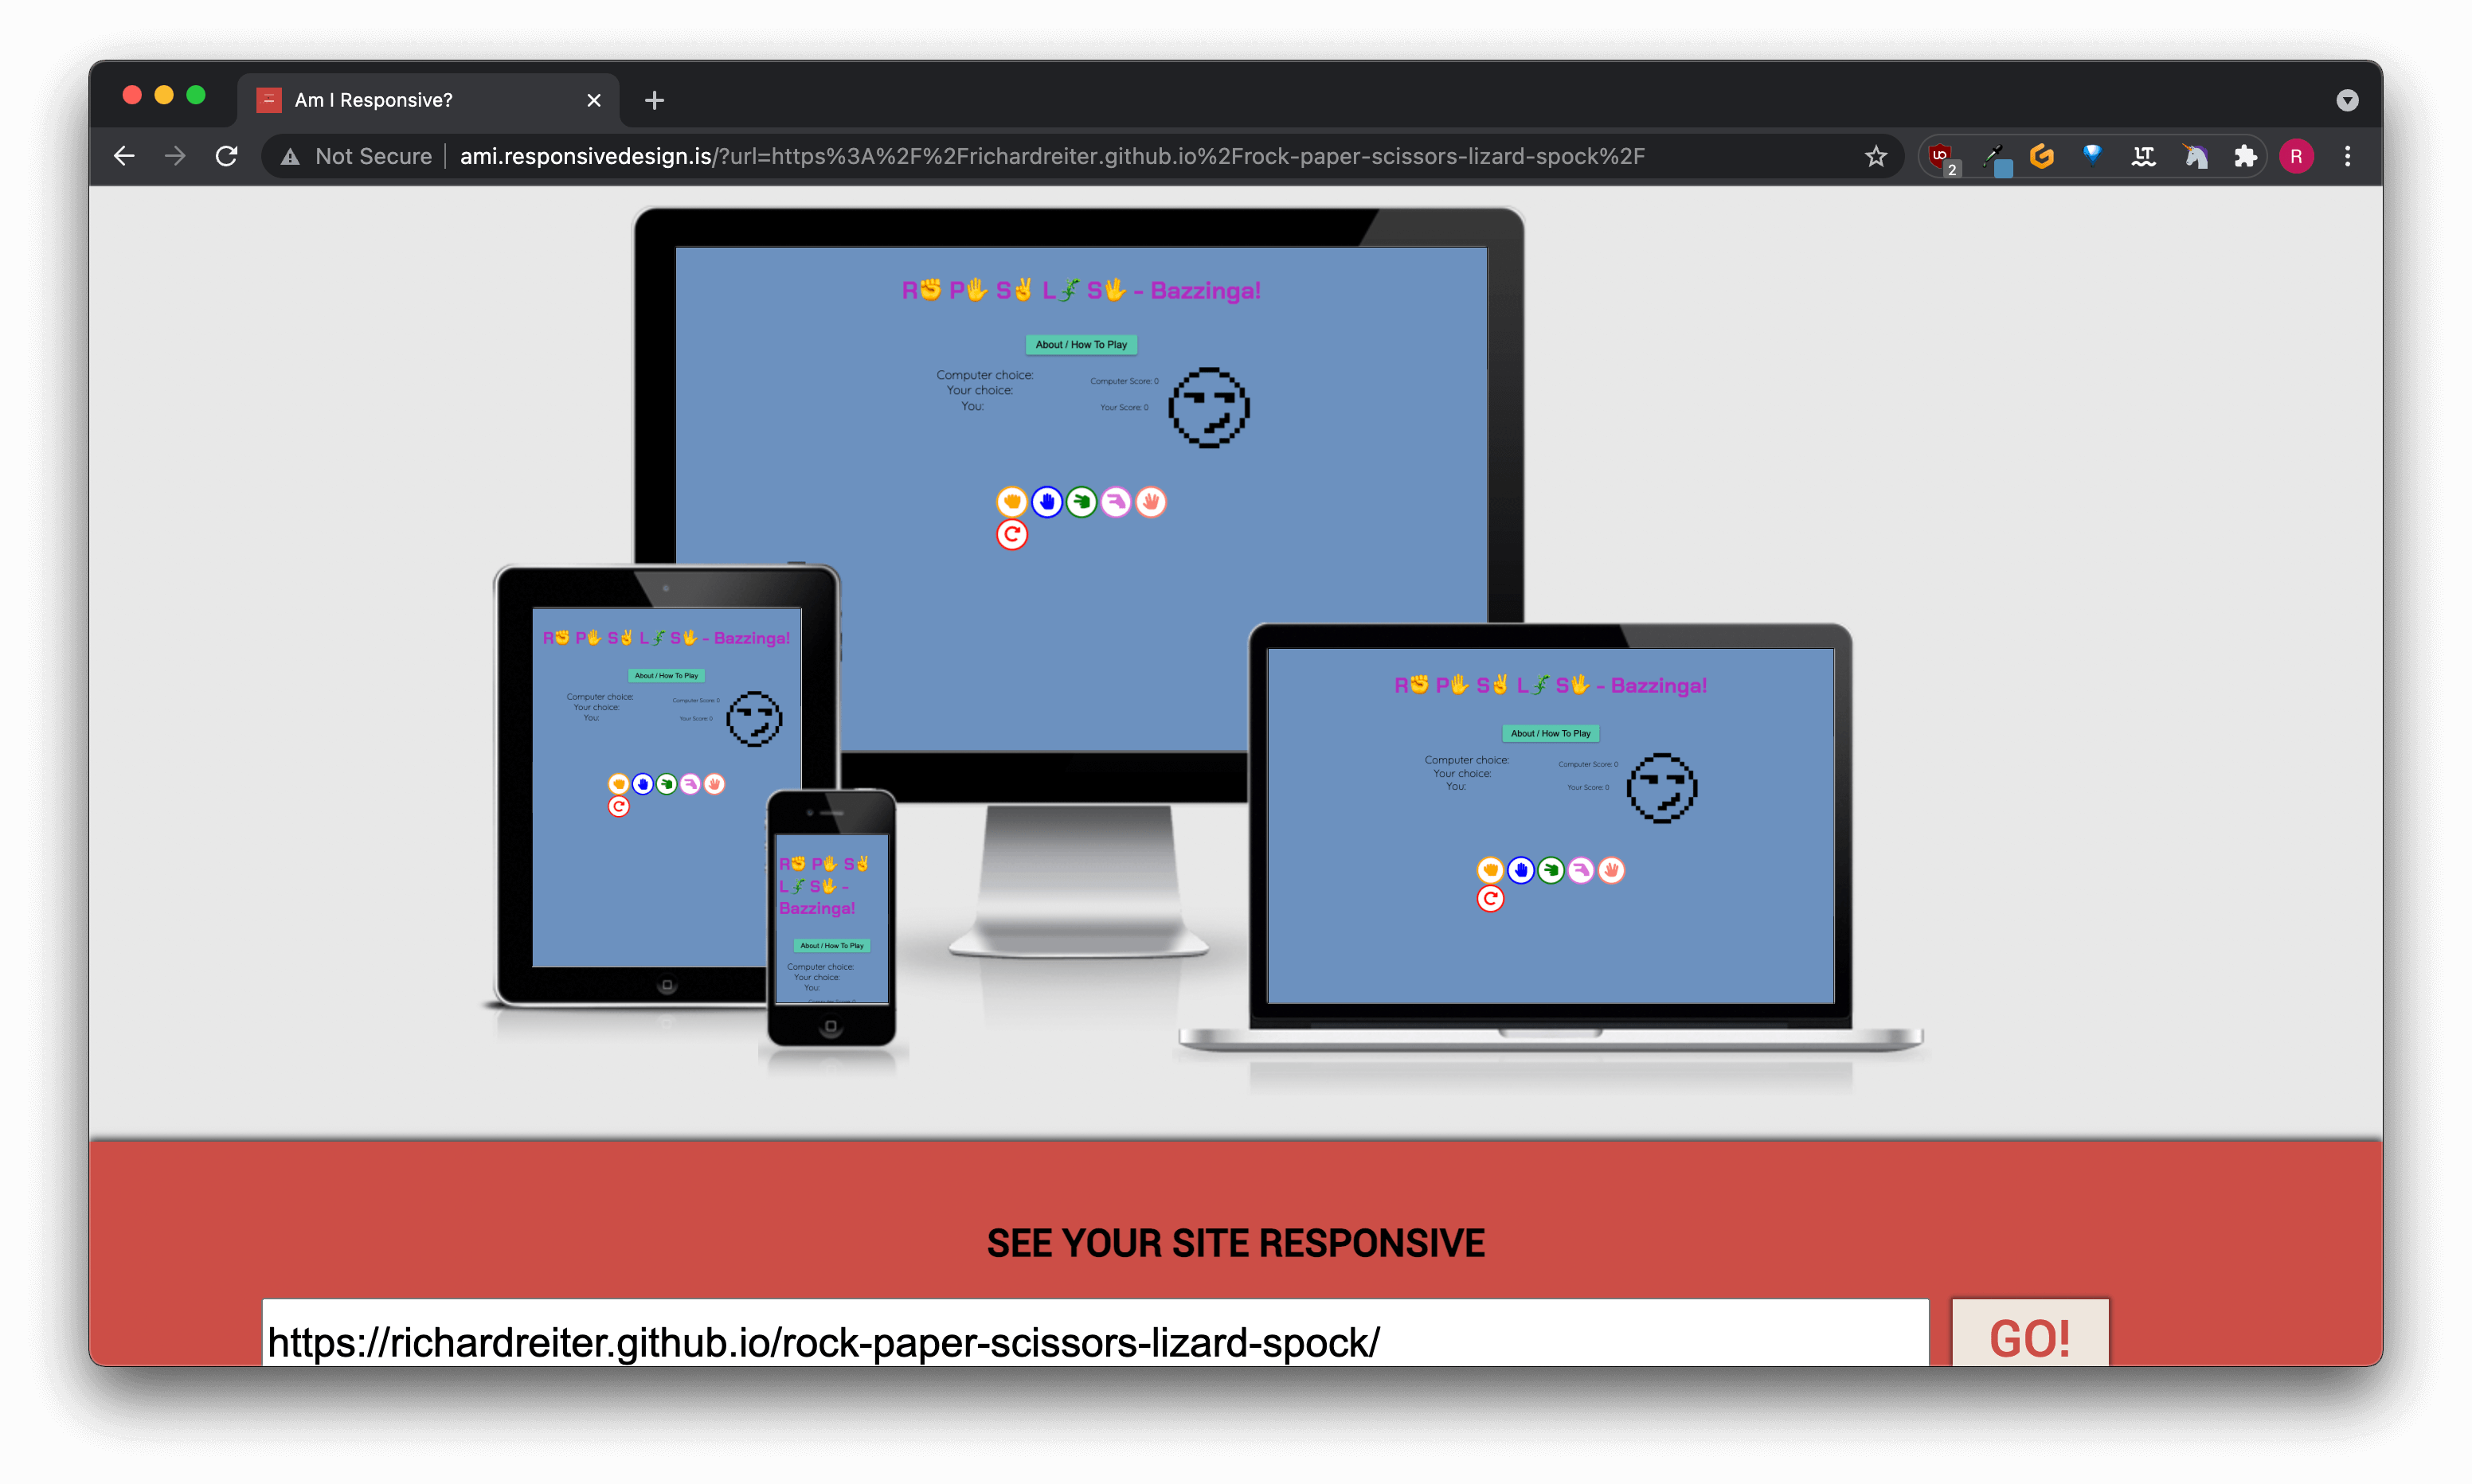 Am I Responsive?
Not Secure ami.responsivedesign.is/?url=https%3A%2F%2Frichardreiter.github.io%2Frock-paper-scissors-lizard-spock%2F
2
LT
R
R✊ P✋ S✌ L🦎 S🖖 - Bazzinga!
About / How To Play
Computer choice:
Your choice:
You:
Computer Score: 0
Your Score: 0
R✊ P✋ S✌ L🦎 S🖖 - Bazzinga!
About / How To Play
Computer choice:
Your choice:
You:
Computer Score: 0
Your Score: 0
R✊ P✋ S✌
L🦎 S🖖 -
Bazzinga!
About / How To Play
Computer choice:
Your choice:
You:
R✊ P✋ S✌ L🦎 S🖖 - Bazzinga!
About / How To Play
Computer choice:
Your choice:
You:
Computer Score: 0
Your Score: 0
SEE YOUR SITE RESPONSIVE
https://richardreiter.github.io/rock-paper-scissors-lizard-spock/
GO!